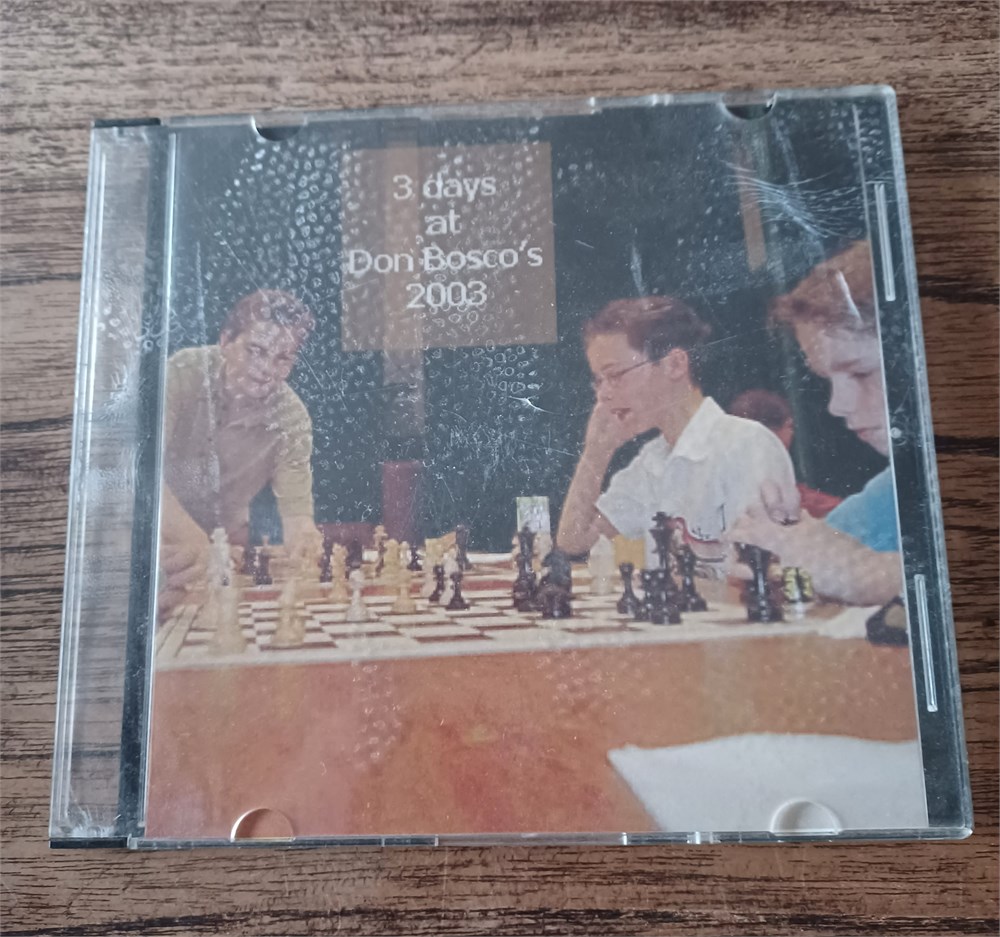 3 days
at
Don Bosco's
2003